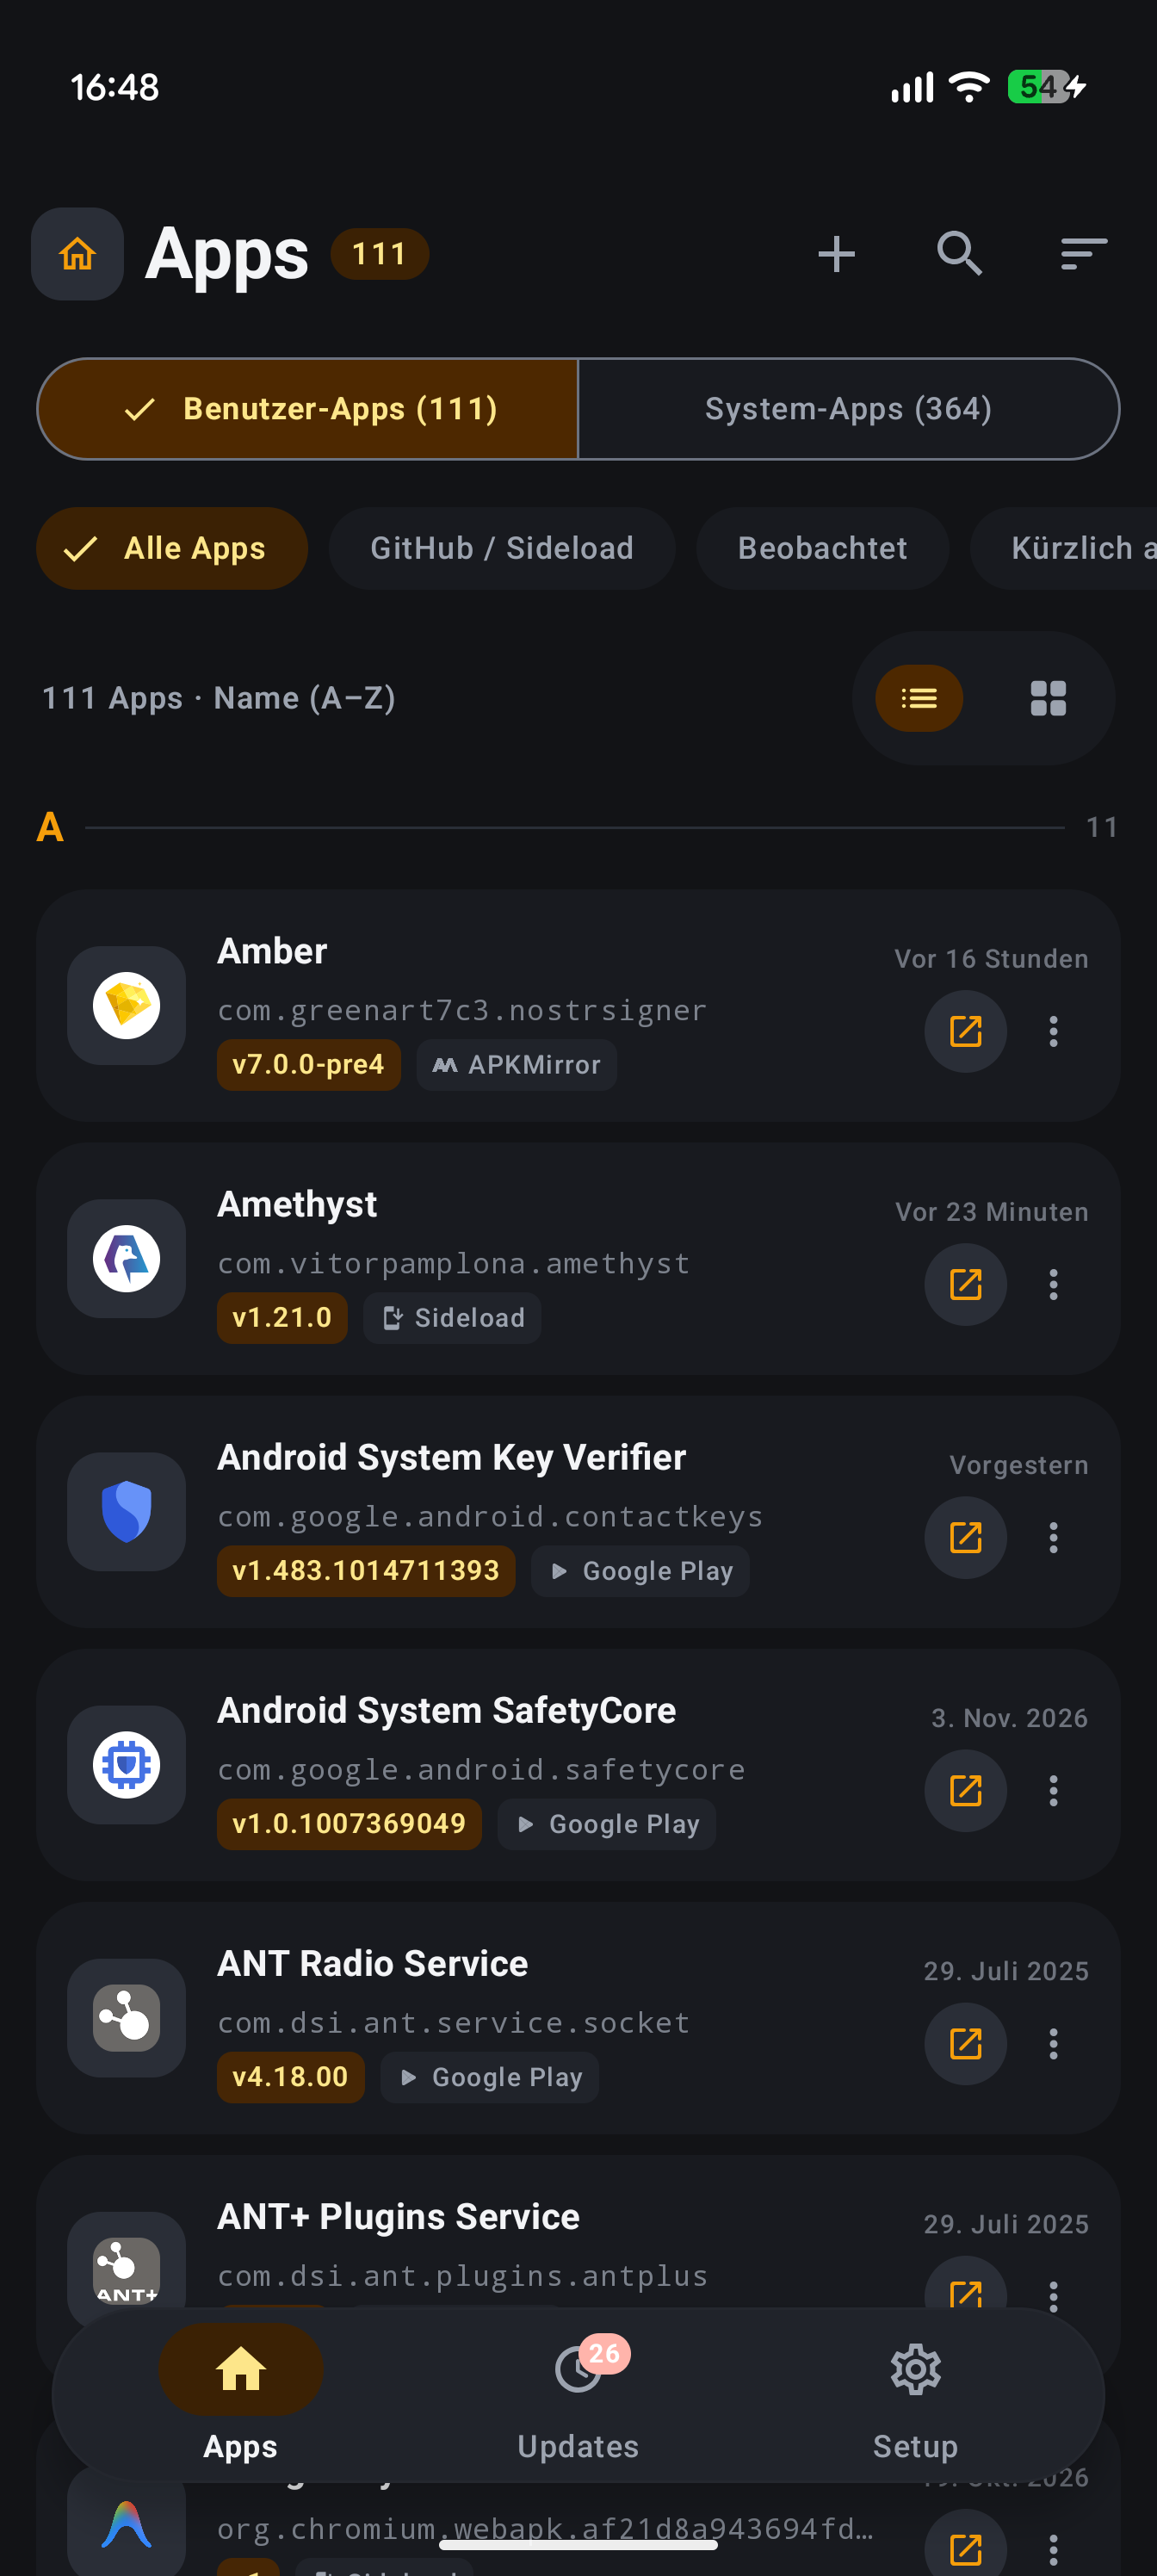 16:48
54
Apps 111
Benutzer-Apps (111)
System-Apps (364)
Alle Apps
GitHub / Sideload
Beobachtet
Kürzlich a
111 Apps · Name (A–Z)
A
11
Amber
Vor 16 Stunden
com.greenart7c3.nostrsigner
v7.0.0-pre4
APKMirror
Amethyst
Vor 23 Minuten
com.vitorpamplona.amethyst
v1.21.0
Sideload
Android System Key Verifier
Vorgestern
com.google.android.contactkeys
v1.483.1014711393
Google Play
Android System SafetyCore
3. Nov. 2026
com.google.android.safetycore
v1.0.1007369049
Google Play
ANT Radio Service
29. Juli 2025
com.dsi.ant.service.socket
v4.18.00
Google Play
ANT+ Plugins Service
29. Juli 2025
ANT+
com.dsi.ant.plugins.antplus
26
Apps
Updates
Setup
2026
org.chromium.webapk.af21d8a943694fd…